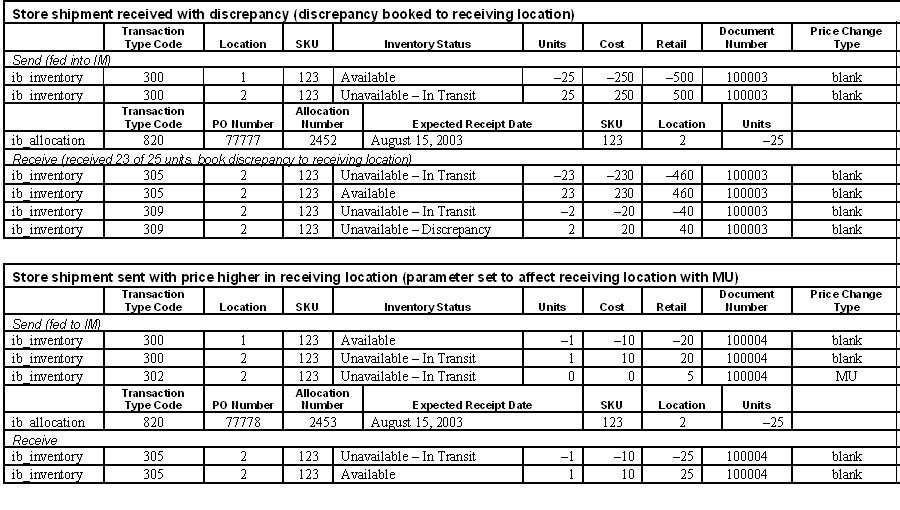 Store shipment received with discrepancy (discrepancy booked to receiving location)
Transaction Type Code Location SKU Inventory Status Units Cost Retail Document Number Price Change Type
Send (fed into IM)
ib_inventory 300 1 123 Available –25 –250 –500 100003 blank
ib_inventory 300 2 123 Unavailable – In Transit 25 250 500 100003 blank
Transaction Type Code PO Number Allocation Number Expected Receipt Date SKU Location Units
ib_allocation 820 77777 2452 August 15, 2003 123 2 –25
Receive (received 23 of 25 units, book discrepancy to receiving location)
ib_inventory 305 2 123 Unavailable – In Transit –23 –230 –460 100003 blank
ib_inventory 305 2 123 Available 23 230 460 100003 blank
ib_inventory 309 2 123 Unavailable – In Transit –2 –20 –40 100003 blank
ib_inventory 309 2 123 Unavailable – Discrepancy 2 20 40 100003 blank
Store shipment sent with price higher in receiving location (parameter set to affect receiving location with MU)
Transaction Type Code Location SKU Inventory Status Units Cost Retail Document Number Price Change Type
Send (fed to IM)
ib_inventory 300 1 123 Available –1 –10 –20 100004 blank
ib_inventory 300 2 123 Unavailable – In Transit 1 10 20 100004 blank
ib_inventory 302 2 123 Unavailable – In Transit 0 0 5 100004 MU
Transaction Type Code PO Number Allocation Number Expected Receipt Date SKU Location Units
ib_allocation 820 77778 2453 August 15, 2003 123 2 –25
Receive
ib_inventory 305 2 123 Unavailable – In Transit –1 –10 –25 100004 blank
ib_inventory 305 2 123 Available 1 10 25 100004 blank